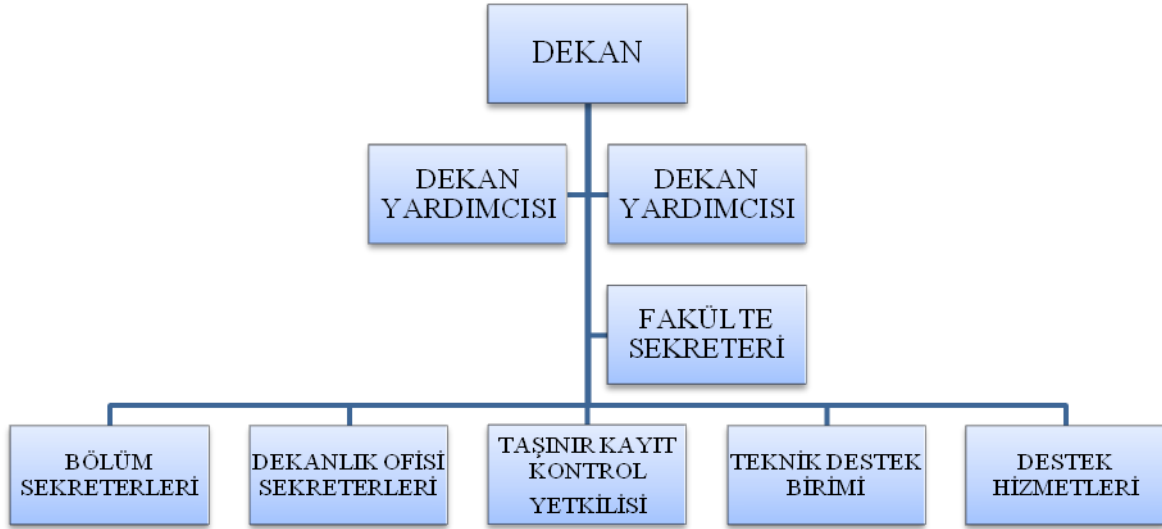 DEKAN
DEKAN
YARDIMCISI
DEKAN
YARDIMCISI
FAKÜLTE
SEKRETERİ
BÖLÜM
SEKRETERLERİ
DEKANLIK OFİSİ
SEKRETERLERİ
TAŞINIR KAYIT
KONTROL
YETKİLİSİ
TEKNİK DESTEK
BİRİMİ
DESTEK
HİZMETLERİ